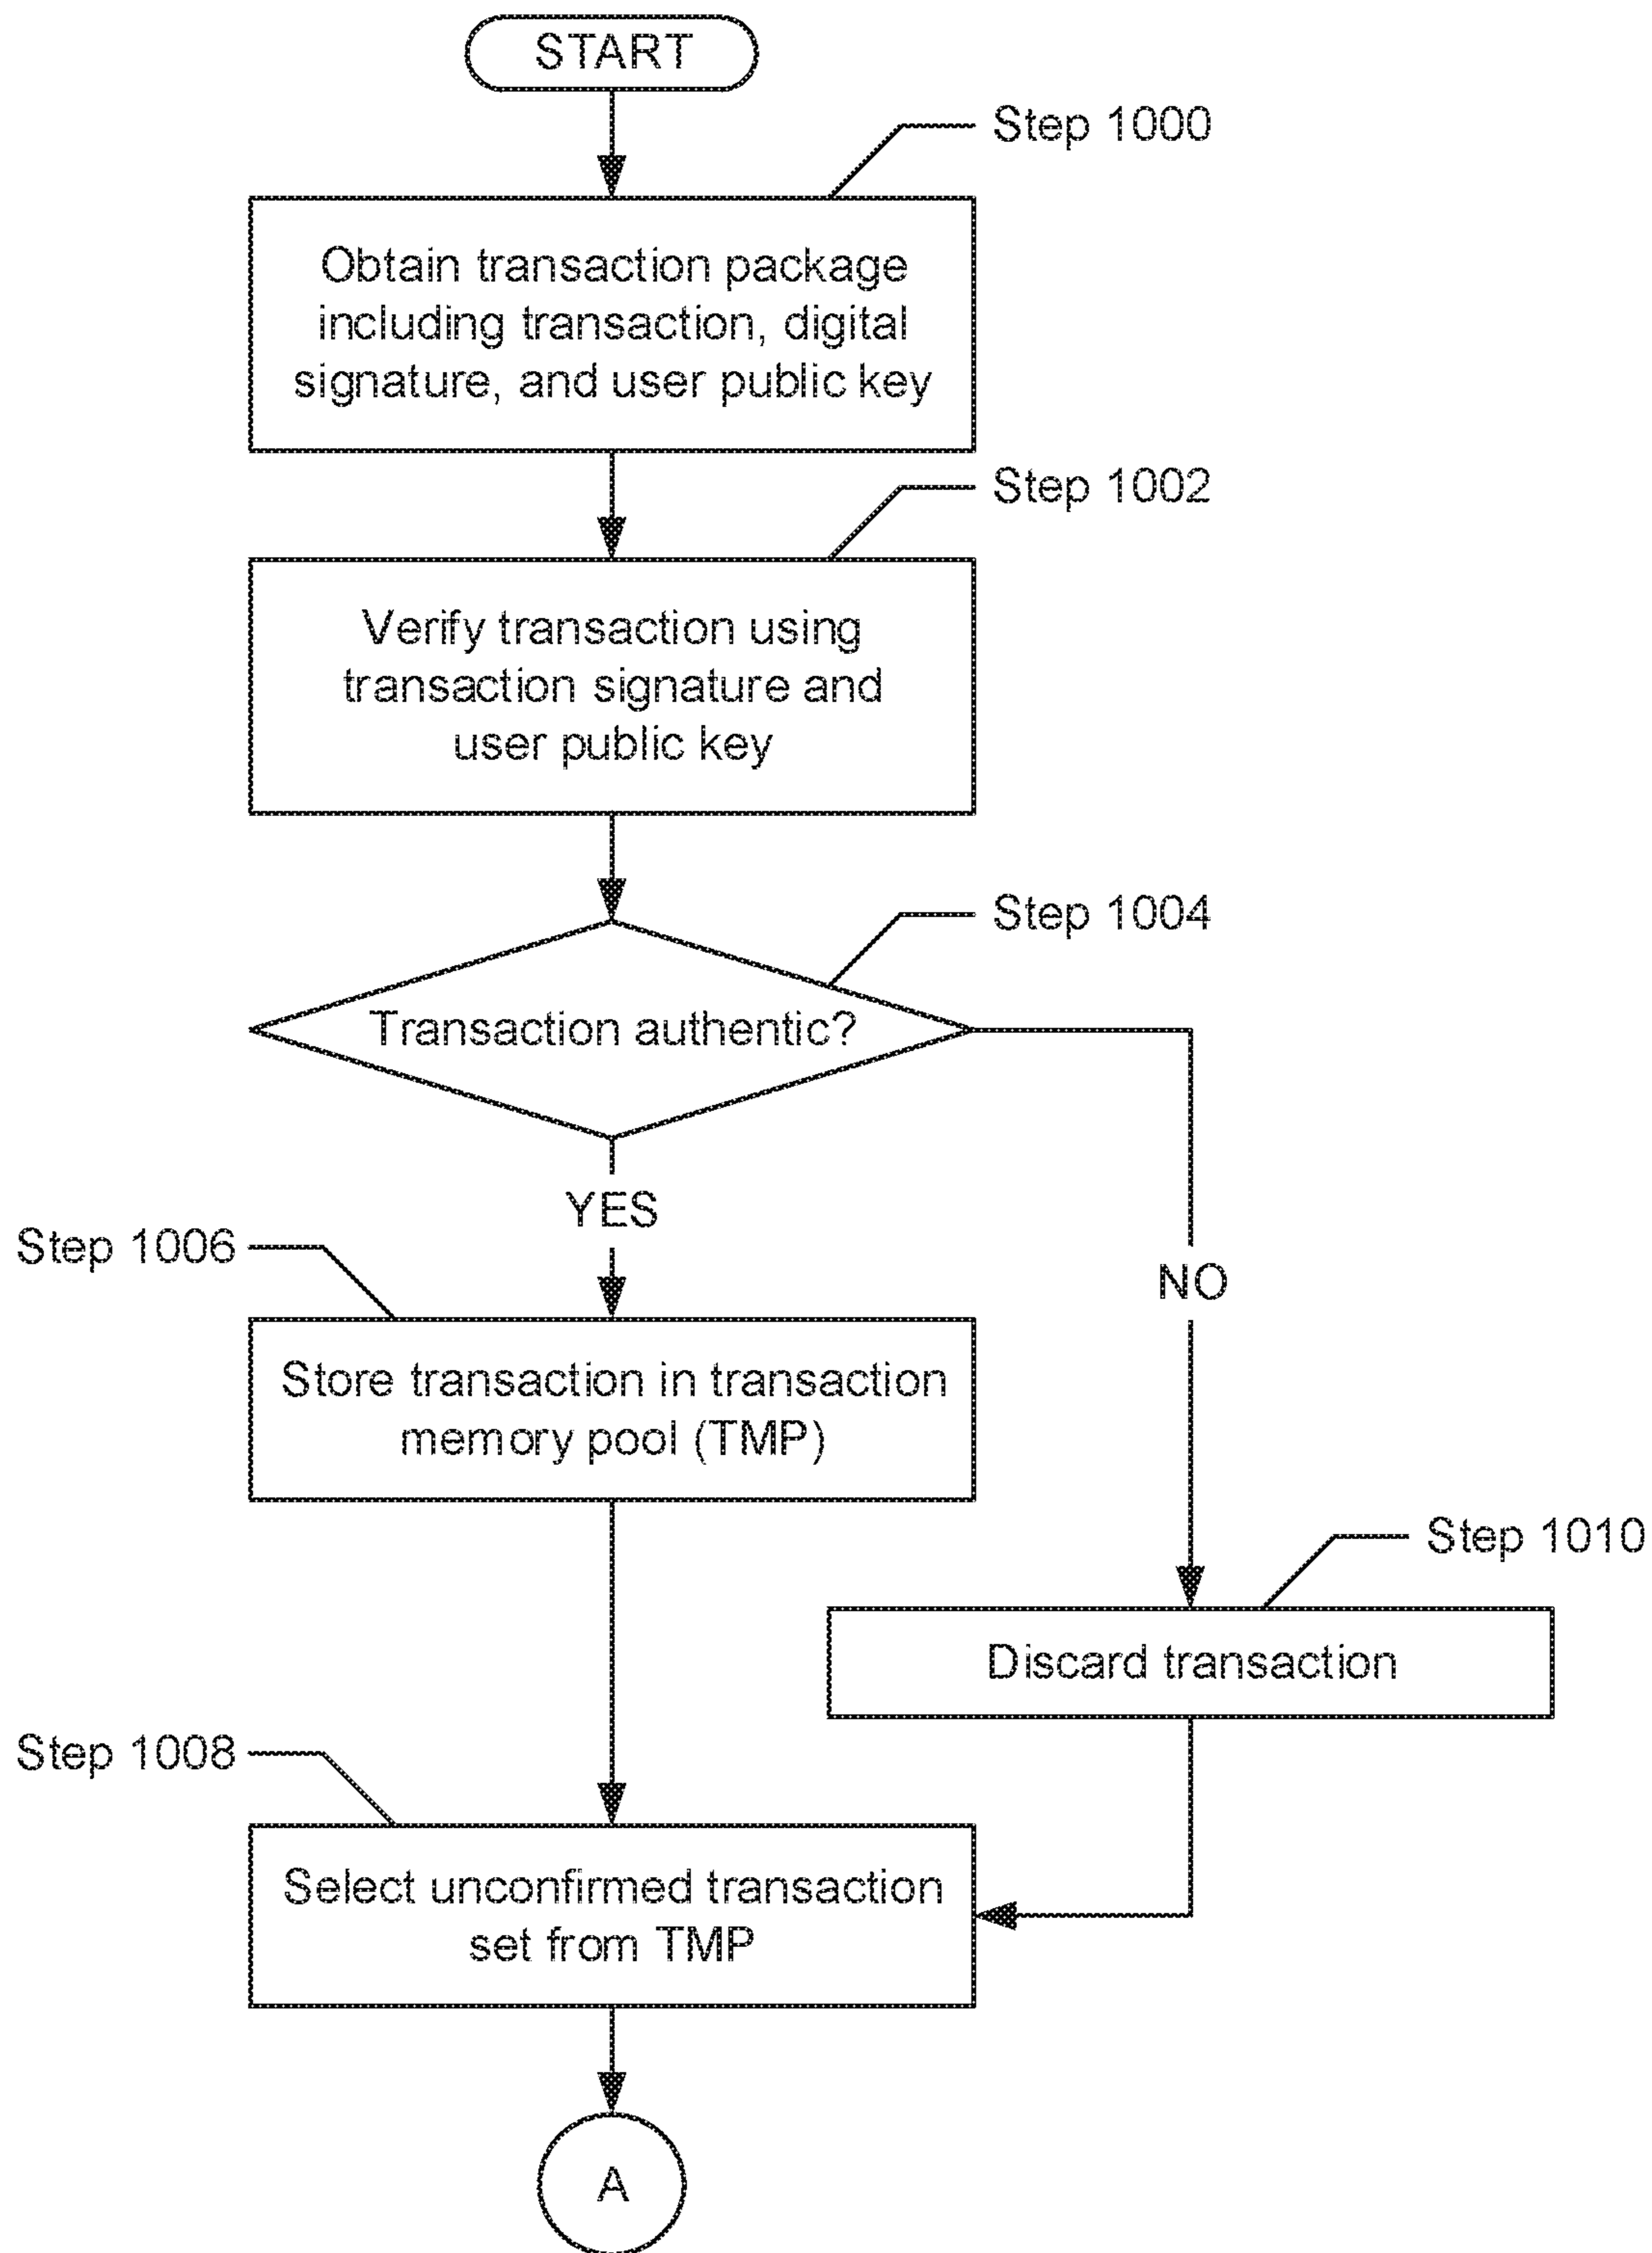 START
Step 1000
Obtain transaction package
including transaction, digital
signature, and user public key
Step 1002
Verify transaction using
transaction signature and
user public key
Step 1004
Transaction authentic?
YES
Step 1006
NO
Store transaction in transaction
memory pool (TMP)
Step 1010
Discard transaction
Step 1008
Select unconfirmed transaction
set from TMP
A